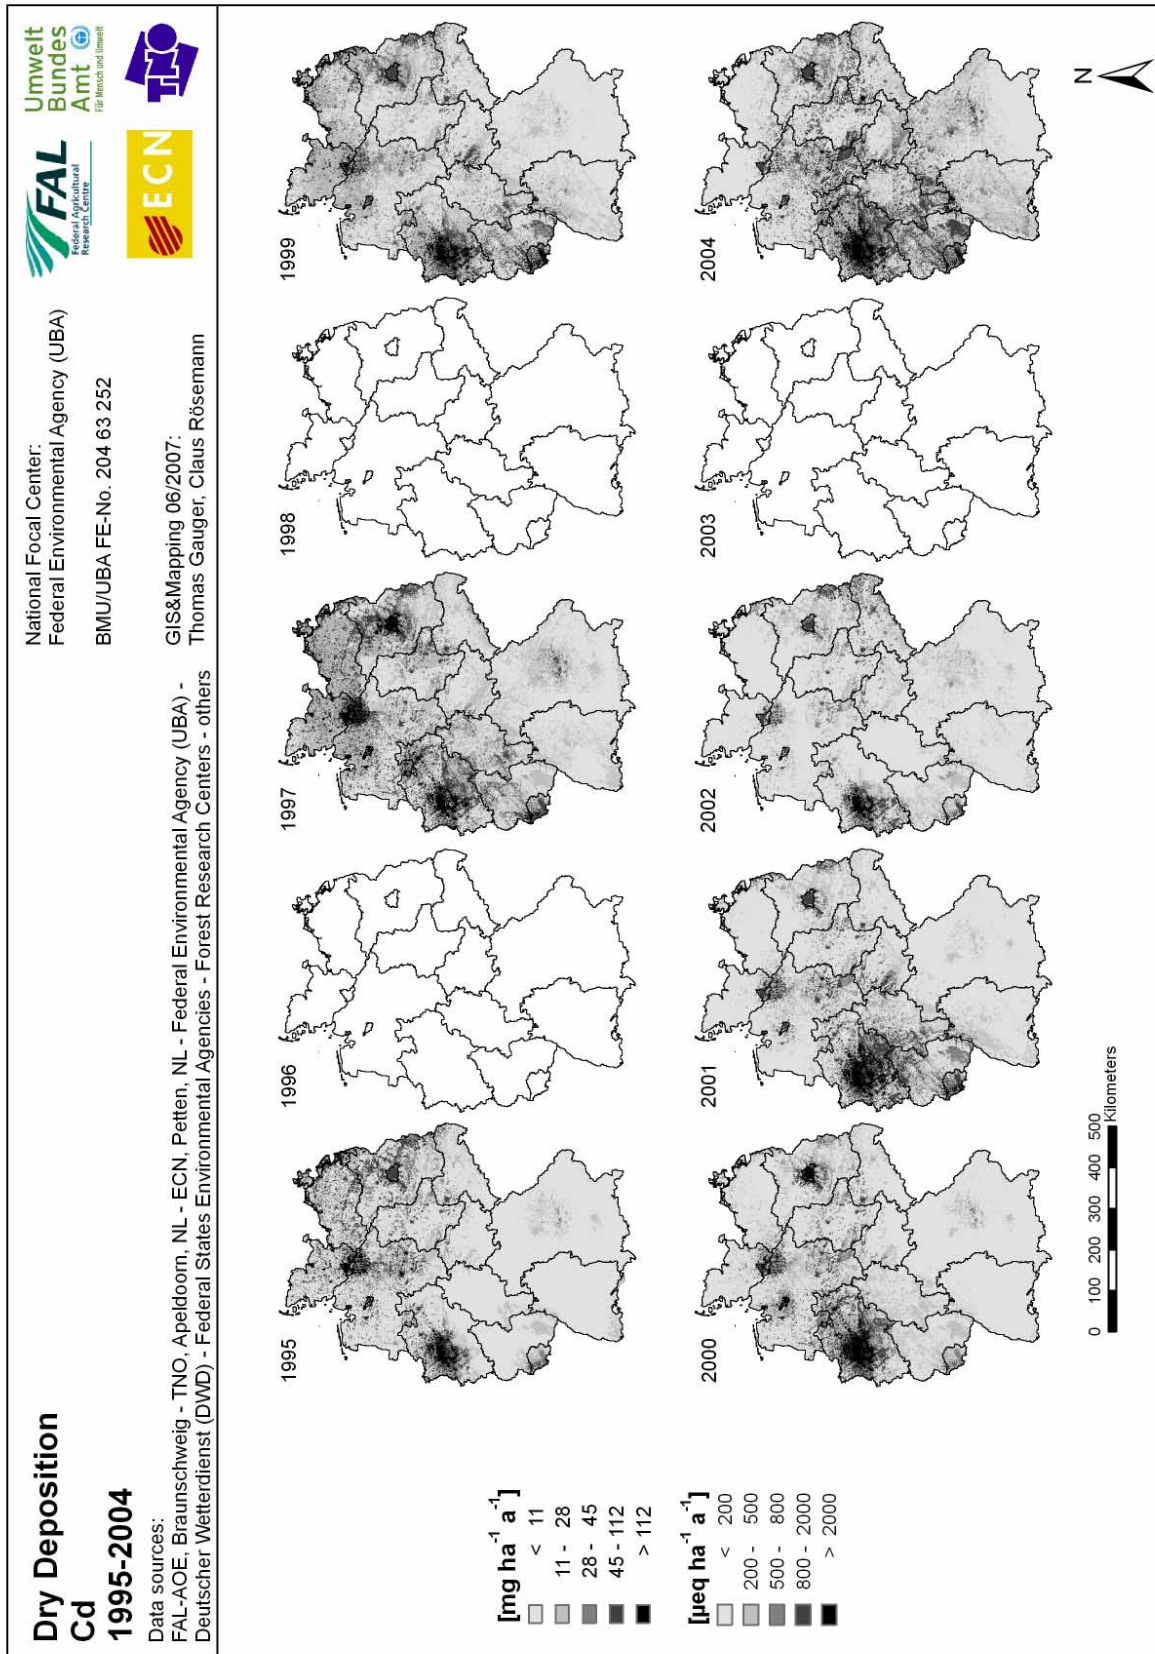 Dry Deposition
Cd
1995-2004
Data sources:
FAL-AOE, Braunschweig - TNO, Apeldoorn, NL - ECN, Petten, NL - Federal Environmental Agency (UBA) -
Deutscher Wetterdienst (DWD) - Federal States Environmental Agencies - Forest Research Centers - others
National Focal Center:
Federal Environmental Agency (UBA)
BMU/UBA FE-No. 204 63 252
GIS&Mapping 06/2007:
Thomas Gauger, Claus Rösemann
FAL
Federal Agricultural
Research Centre
Umwelt
Bundes
Amt
Für Mensch und Umwelt
ECN
TNO
[mg ha⁻¹ a⁻¹]
< 11
11 - 28
28 - 45
45 - 112
> 112
[µeq ha⁻¹ a⁻¹]
< 200
200 - 500
500 - 800
800 - 2000
> 2000
1995
1996
1997
1998
1999
2000
2001
2002
2003
2004
0 100 200 300 400 500
Kilometers
N